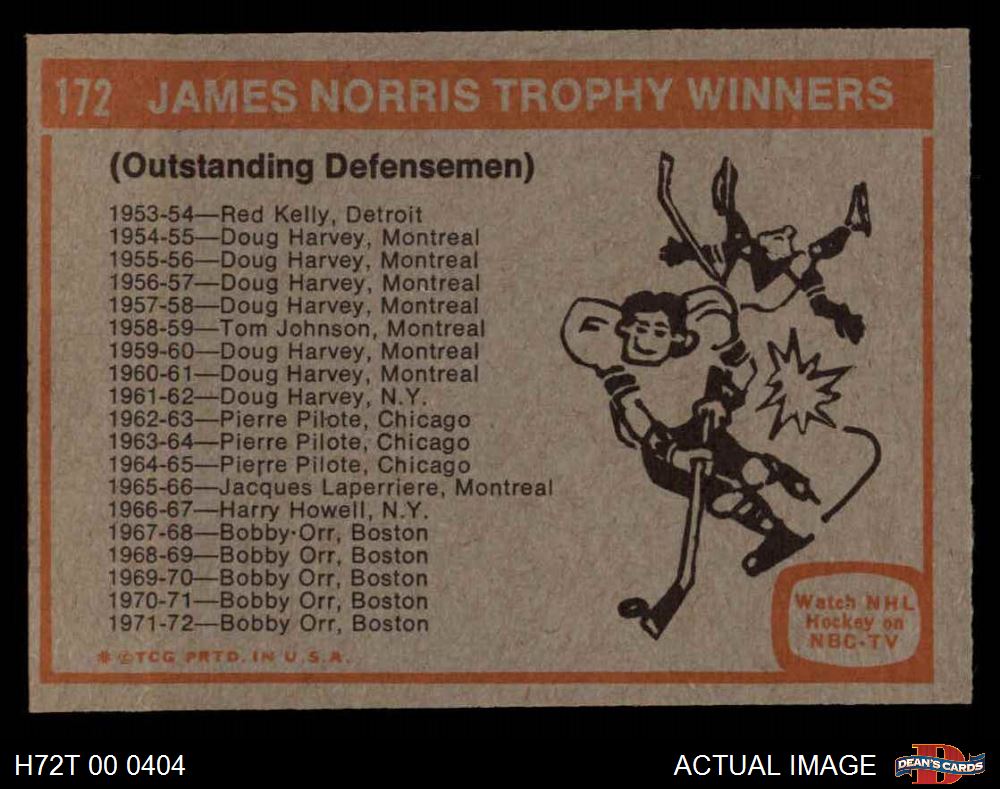 172 JAMES NORRIS TROPHY WINNERS
(Outstanding Defensemen)
1953-54—Red Kelly, Detroit
1954-55—Doug Harvey, Montreal
1955-56—Doug Harvey, Montreal
1956-57—Doug Harvey, Montreal
1957-58—Doug Harvey, Montreal
1958-59—Tom Johnson, Montreal
1959-60—Doug Harvey, Montreal
1960-61—Doug Harvey, Montreal
1961-62—Doug Harvey, N.Y.
1962-63—Pierre Pilote, Chicago
1963-64—Pierre Pilote, Chicago
1964-65—Pierre Pilote, Chicago
1965-66—Jacques Laperriere, Montreal
1966-67—Harry Howell, N.Y.
1967-68—Bobby Orr, Boston
1968-69—Bobby Orr, Boston
1969-70—Bobby Orr, Boston
1970-71—Bobby Orr, Boston
1971-72—Bobby Orr, Boston
* ©TCG PRTD. IN U.S.A.
Watch NHL
Hockey on
NBC-TV
H72T 00 0404
ACTUAL IMAGE
D
DEAN'S CARDS